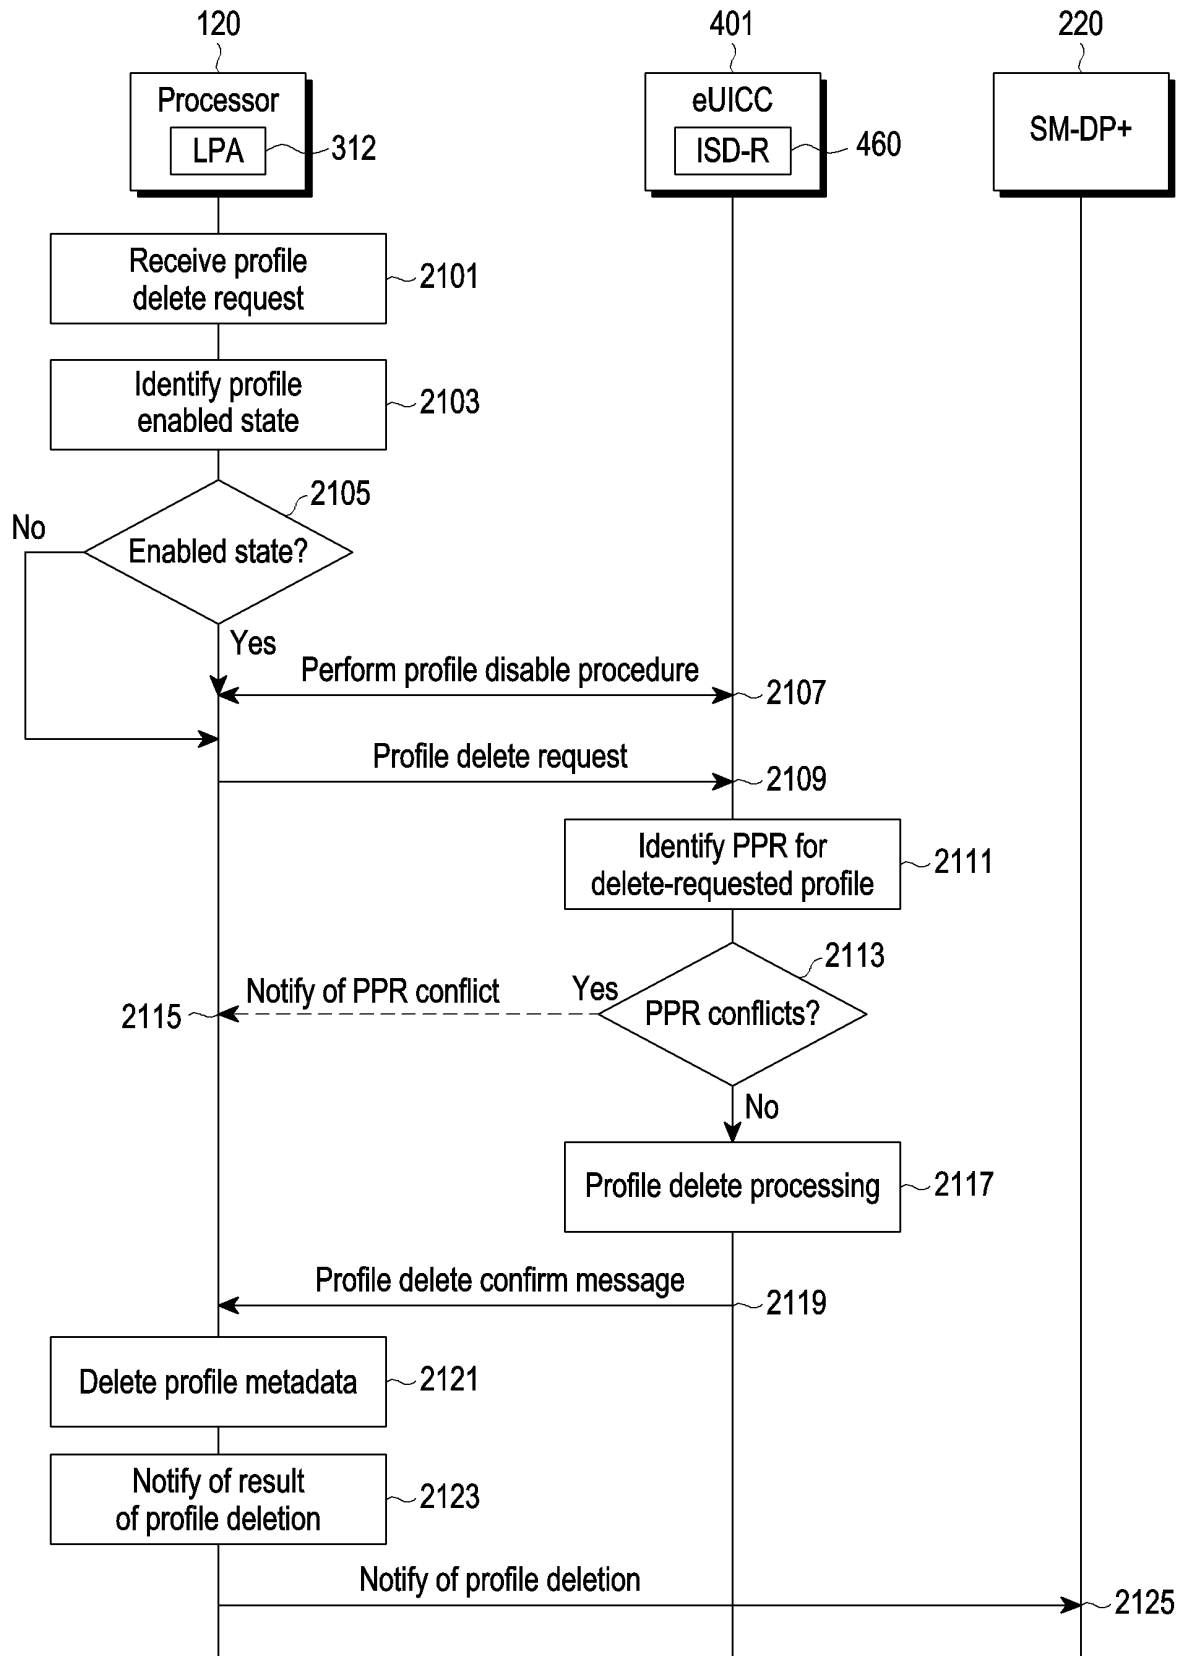 120
401
220
Processor
LPA
312
eUICC
ISD-R
460
SM-DP+
Receive profile
delete request
2101
Identify profile
enabled state
2103
2105
No
Enabled state?
Yes
Perform profile disable procedure
2107
Profile delete request
2109
Identify PPR for
delete-requested profile
2111
2113
Notify of PPR conflict
Yes
PPR conflicts?
2115
No
Profile delete processing
2117
Profile delete confirm message
2119
Delete profile metadata
2121
Notify of result
of profile deletion
2123
Notify of profile deletion
2125